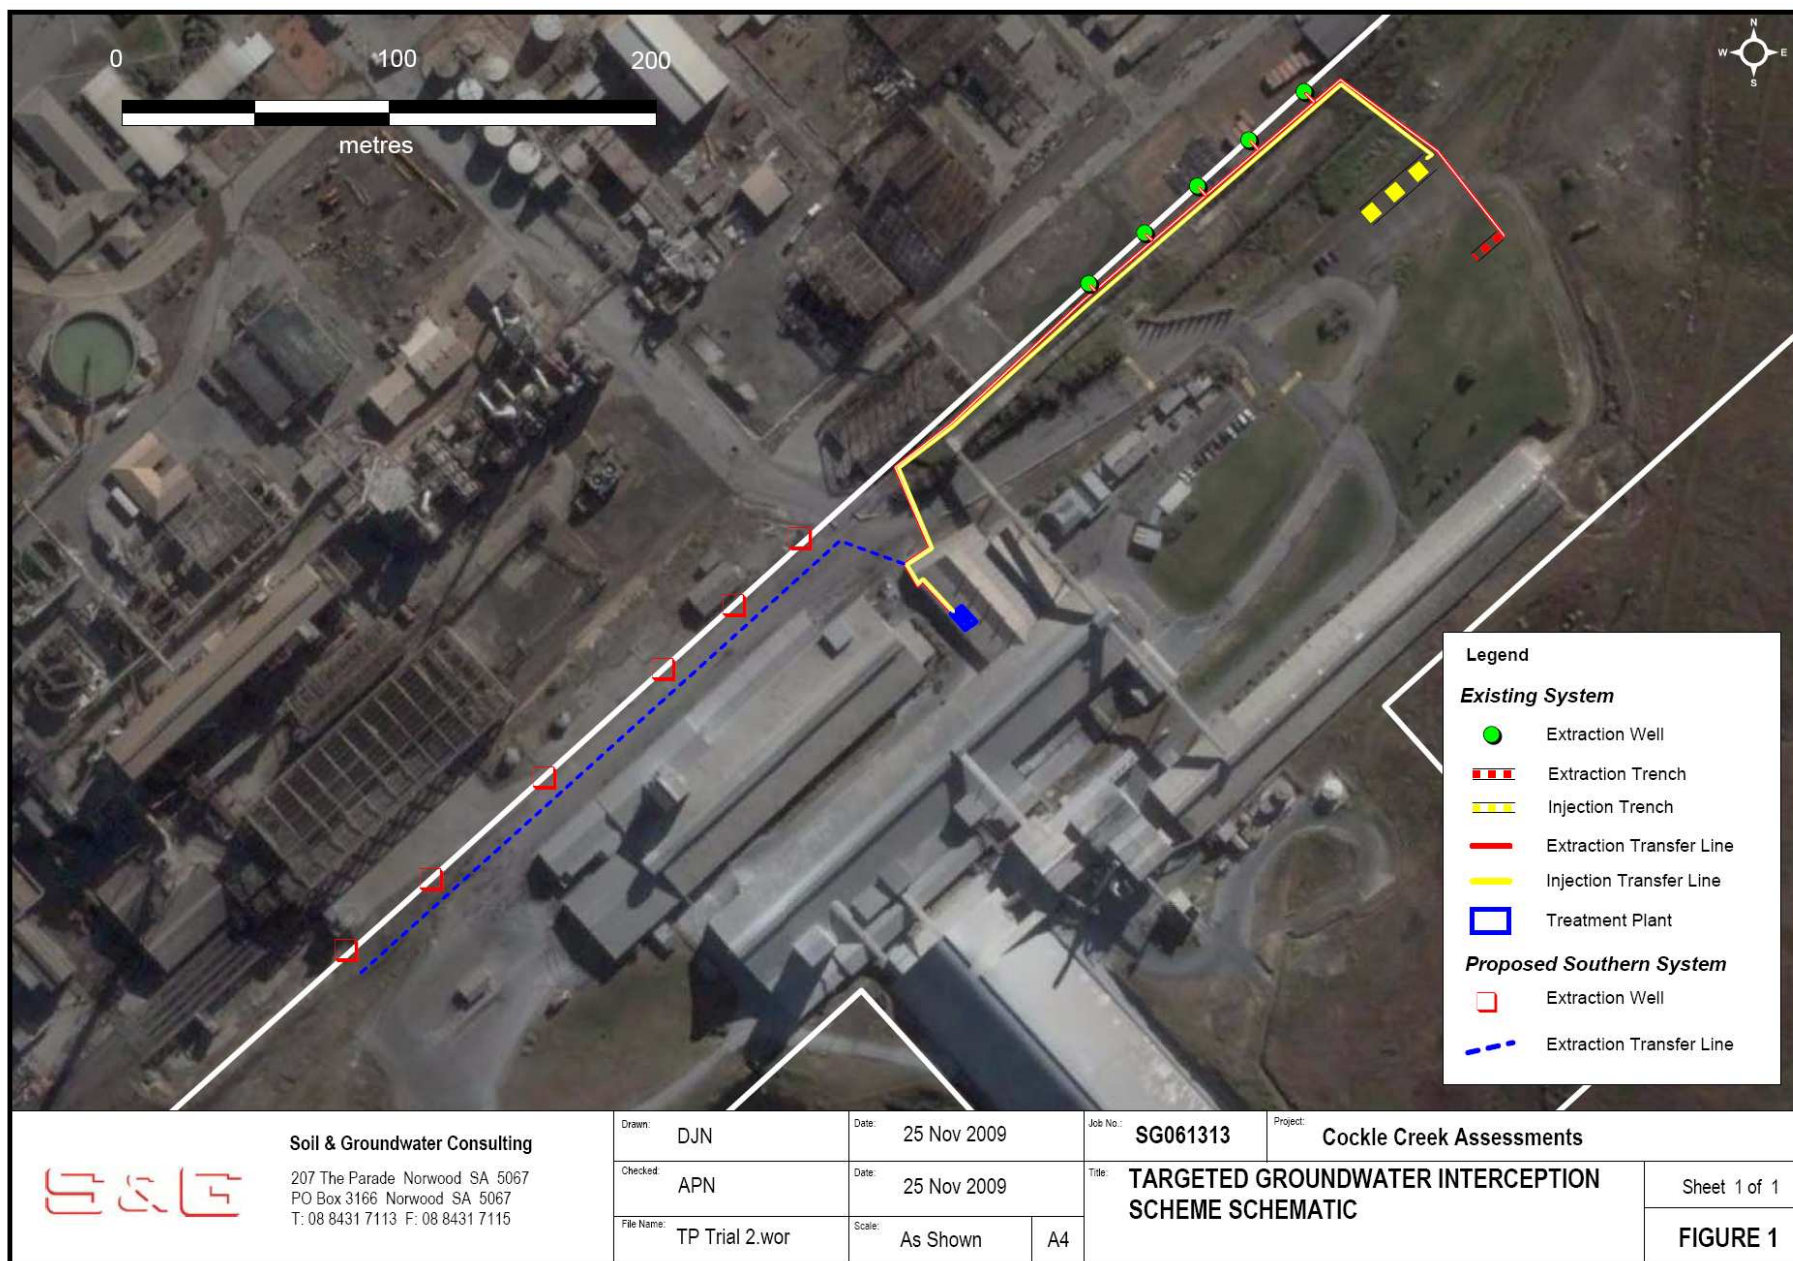 0 100 200
metres
N
W E
S
Legend
Existing System
Extraction Well
Extraction Trench
Injection Trench
Extraction Transfer Line
Injection Transfer Line
Treatment Plant
Proposed Southern System
Extraction Well
Extraction Transfer Line
S&G
Soil & Groundwater Consulting
207 The Parade Norwood SA 5067
PO Box 3166 Norwood SA 5067
T: 08 8431 7113 F: 08 8431 7115
Drawn: DJN
Date: 25 Nov 2009
Job No.: SG061313
Project: Cockle Creek Assessments
Checked: APN
Date: 25 Nov 2009
Title: TARGETED GROUNDWATER INTERCEPTION
SCHEME SCHEMATIC
Sheet 1 of 1
File Name: TP Trial 2.wor
Scale: As Shown
A4
FIGURE 1